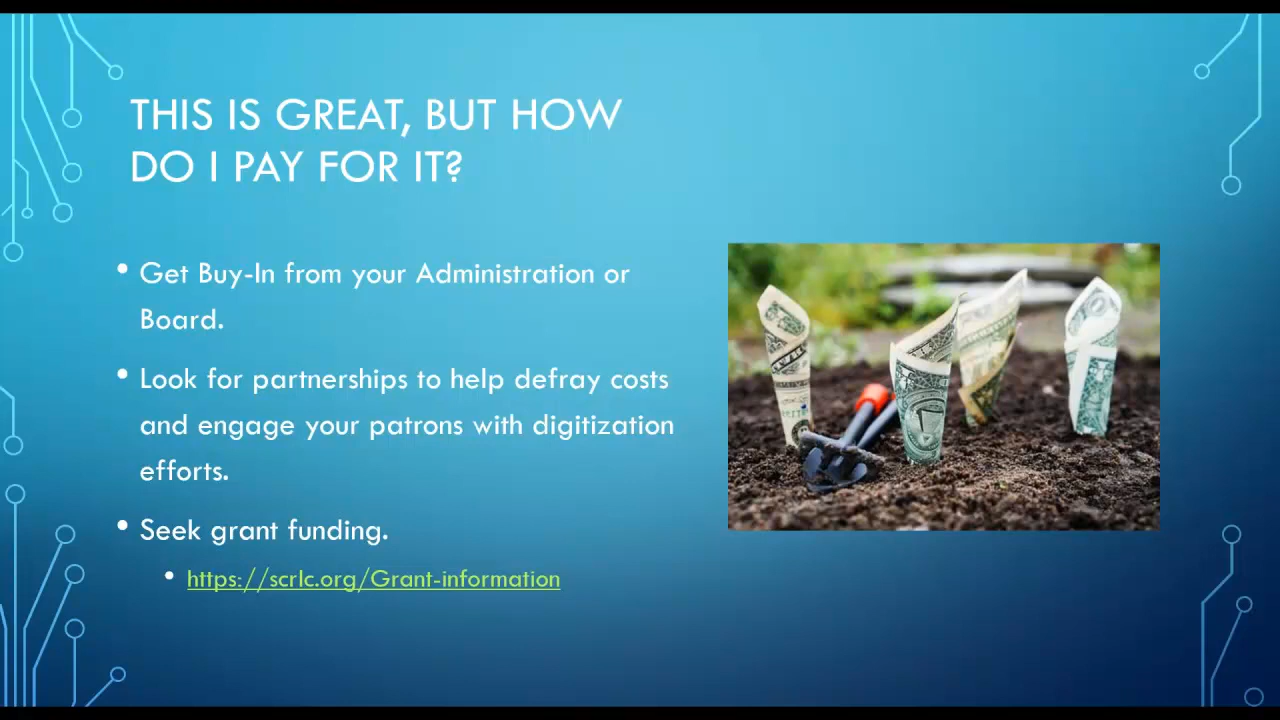 THIS IS GREAT, BUT HOW
DO I PAY FOR IT?
• Get Buy-In from your Administration or
Board.
• Look for partnerships to help defray costs
and engage your patrons with digitization
efforts.
• Seek grant funding.
• https://scrlc.org/Grant-information